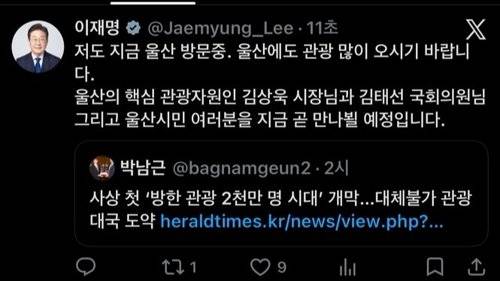 이재명 @Jaemyung_Lee · 11초
저도 지금 울산 방문중. 울산에도 관광 많이 오시기 바랍니
다.
울산의 핵심 관광자원인 김상욱 시장님과 김태선 국회의원님
그리고 울산시민 여러분을 지금 곧 만나뵐 예정입니다.
박남근 @bagnamgeun2 · 2시
사상 첫 ‘방한 관광 2천만 명 시대’ 개막...대체불가 관광
대국 도약 heraldtimes.kr/news/view.php?...
1 9